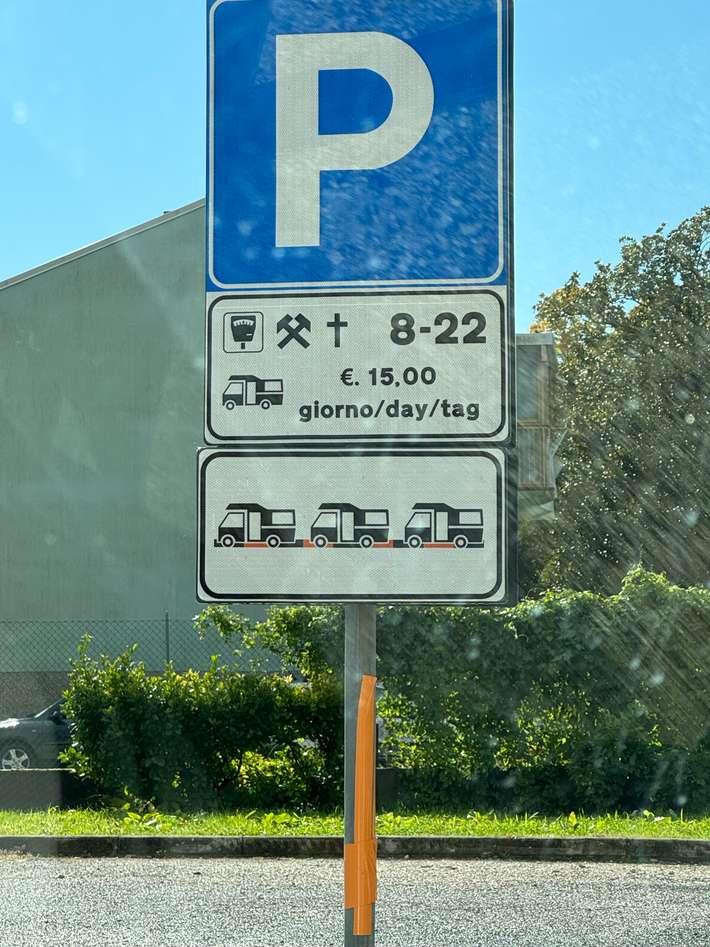 P
8-22
€. 15,00
giorno/day/tag